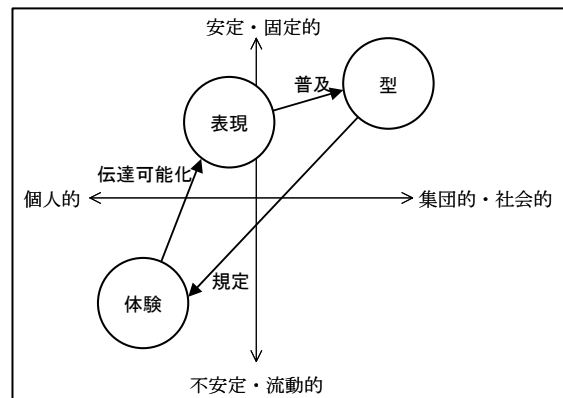 安定・固定的
普及
型
表現
伝達可能化
個人的
集団的・社会的
規定
体験
不安定・流動的